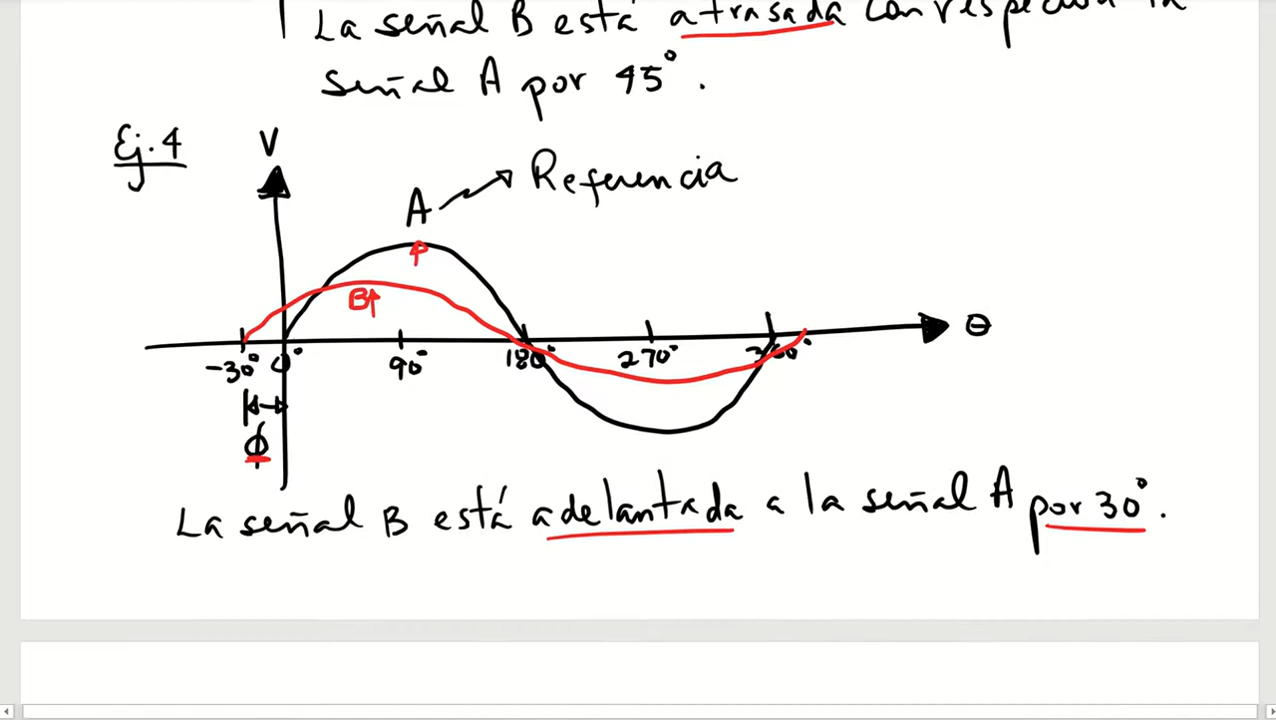 La señal B está atrasada con respecto a la
señal A por 45°.
Ej. 4
V
A Referencia
B
θ
-30° 0° 90° 180° 270° 360°
ϕ
La señal B está adelantada a la señal A por 30°.